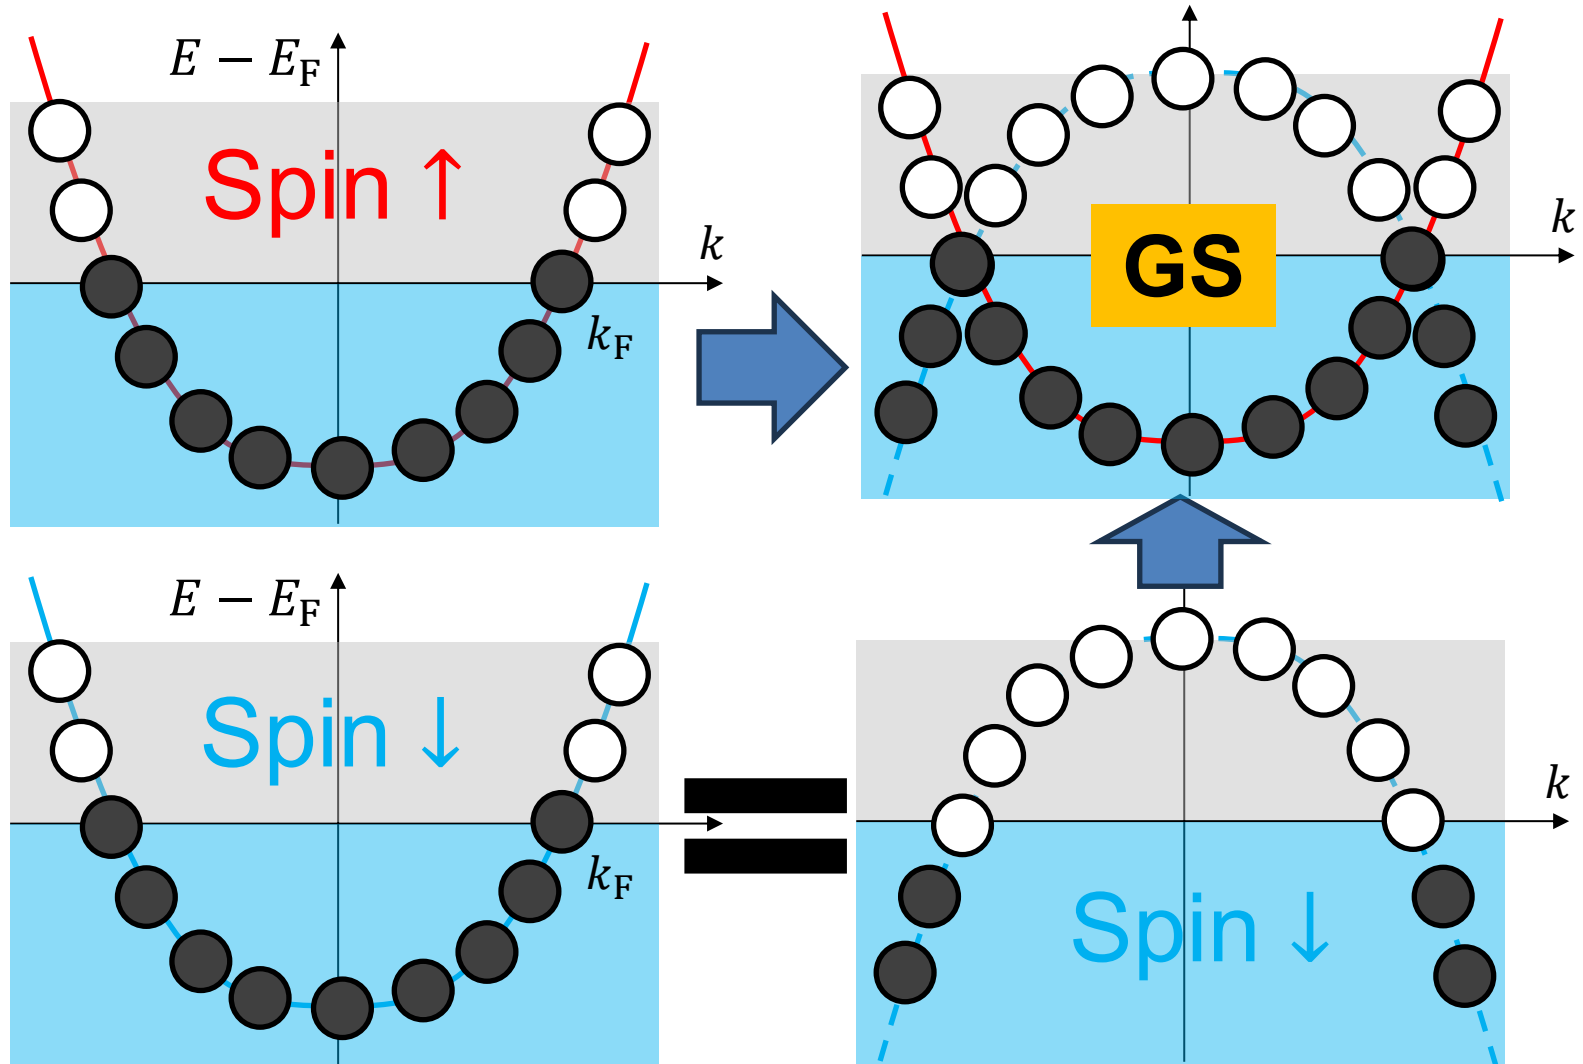 E − E_F
Spin ↑
k
k_F
k
GS
E − E_F
Spin ↓
k_F
k
Spin ↓